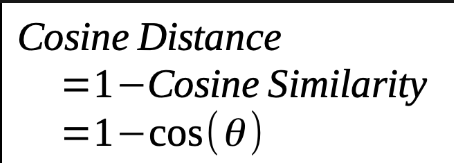 Cosine Distance
=1−Cosine Similarity
=1−cos(θ)